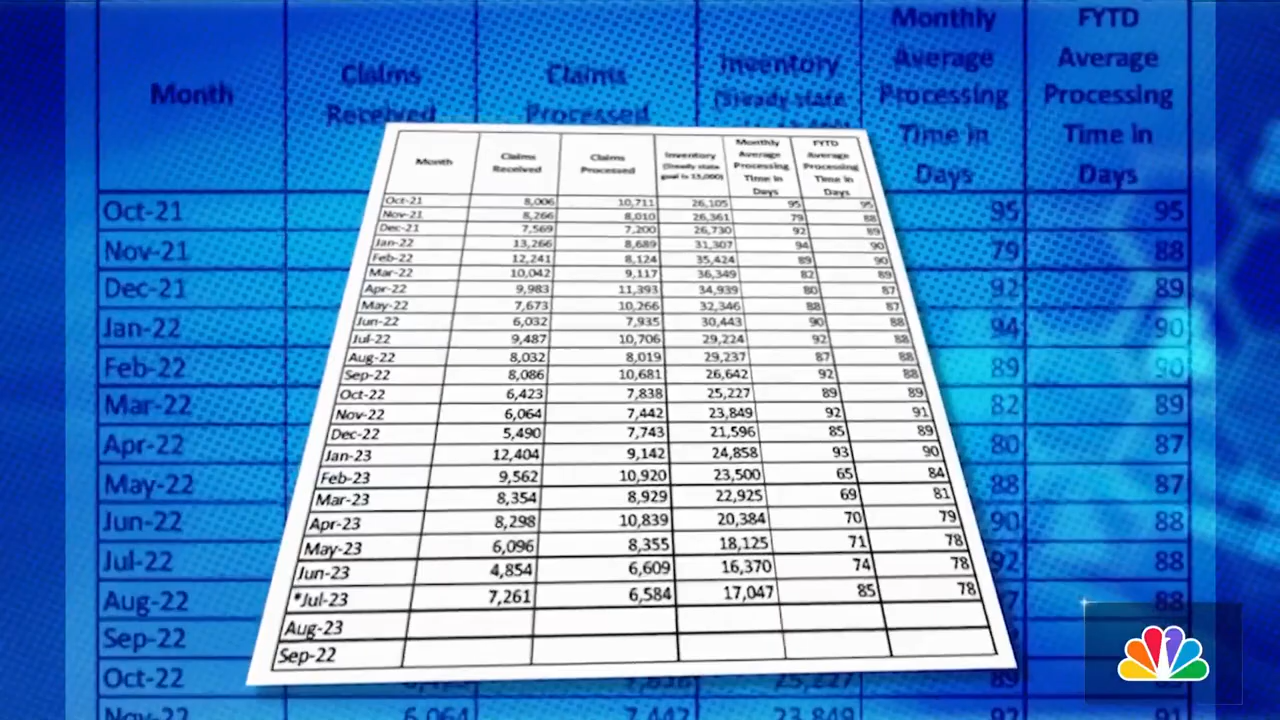 Month Claims Received Claims Processed Inventory (Steady state Monthly Average Processing Time in Days FYTD Average Processing Time in Days
Oct-21 95 95
Nov-21 79 88
Dec-21 92 89
Jan-22 94 90
Feb-22 89 90
Mar-22 82 89
Apr-22 80 87
May-22 88 87
Jun-22 90 88
Jul-22 92 88
Aug-22 88
Sep-22
Oct-22 25,227 89
Nov-22 6,064 7,442 23,849 92 91
Month Claims Received Claims Processed Inventory (Steady state goal is 13,000) Monthly Average Processing Time in Days FYTD Average Processing Time in Days
Oct-21 8,006 10,711 26,105 95 95
Nov-21 8,266 8,010 26,361 79 88
Dec-21 7,569 7,200 26,730 92 89
Jan-22 13,266 8,689 31,307 94 90
Feb-22 12,241 8,124 35,424 89 90
Mar-22 10,042 9,117 36,349 82 89
Apr-22 9,983 11,393 34,939 80 87
May-22 7,673 10,266 32,346 88 87
Jun-22 6,032 7,935 30,443 90 88
Jul-22 9,487 10,706 29,224 92 88
Aug-22 8,032 8,019 29,237 87 88
Sep-22 8,086 10,681 26,642 92 88
Oct-22 6,423 7,838 25,227 89 89
Nov-22 6,064 7,442 23,849 92 91
Dec-22 5,490 7,743 21,596 85 89
Jan-23 12,404 9,142 24,858 93 90
Feb-23 9,562 10,920 23,500 65 84
Mar-23 8,354 8,929 22,925 69 81
Apr-23 8,298 10,839 20,384 70 79
May-23 6,096 8,355 18,125 71 78
Jun-23 4,854 6,609 16,370 74 78
*Jul-23 7,261 6,584 17,047 85 78
Aug-23
Sep-22